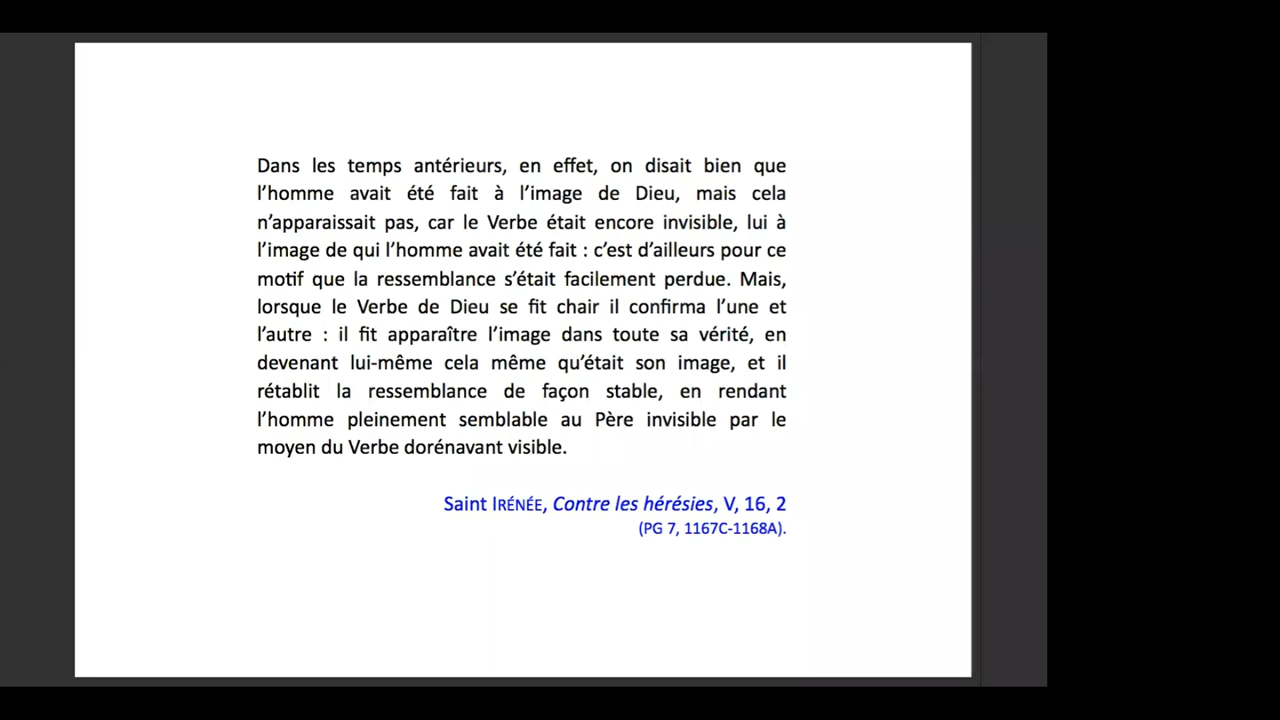 Dans les temps antérieurs, en effet, on disait bien que
l’homme avait été fait à l’image de Dieu, mais cela
n’apparaissait pas, car le Verbe était encore invisible, lui à
l’image de qui l’homme avait été fait : c’est d’ailleurs pour ce
motif que la ressemblance s’était facilement perdue. Mais,
lorsque le Verbe de Dieu se fit chair il confirma l’une et
l’autre : il fit apparaître l’image dans toute sa vérité, en
devenant lui-même cela même qu’était son image, et il
rétablit la ressemblance de façon stable, en rendant
l’homme pleinement semblable au Père invisible par le
moyen du Verbe dorénavant visible.
Saint IRÉNÉE, Contre les hérésies, V, 16, 2
(PG 7, 1167C-1168A).